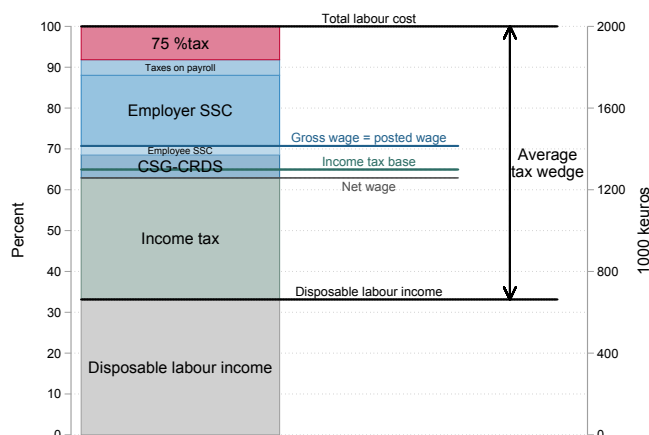 Total labour cost
100
2000
75 %tax
90
1600
Taxes on payroll
80
Employer SSC
70
Gross wage = posted wage
Employee SSC
CSG-CRDS
Income tax base
Average
tax wedge
60
1200
Net wage
Percent
1000 keuros
50
Income tax
40
800
30
Disposable labour income
20
400
Disposable labour income
10
0
0